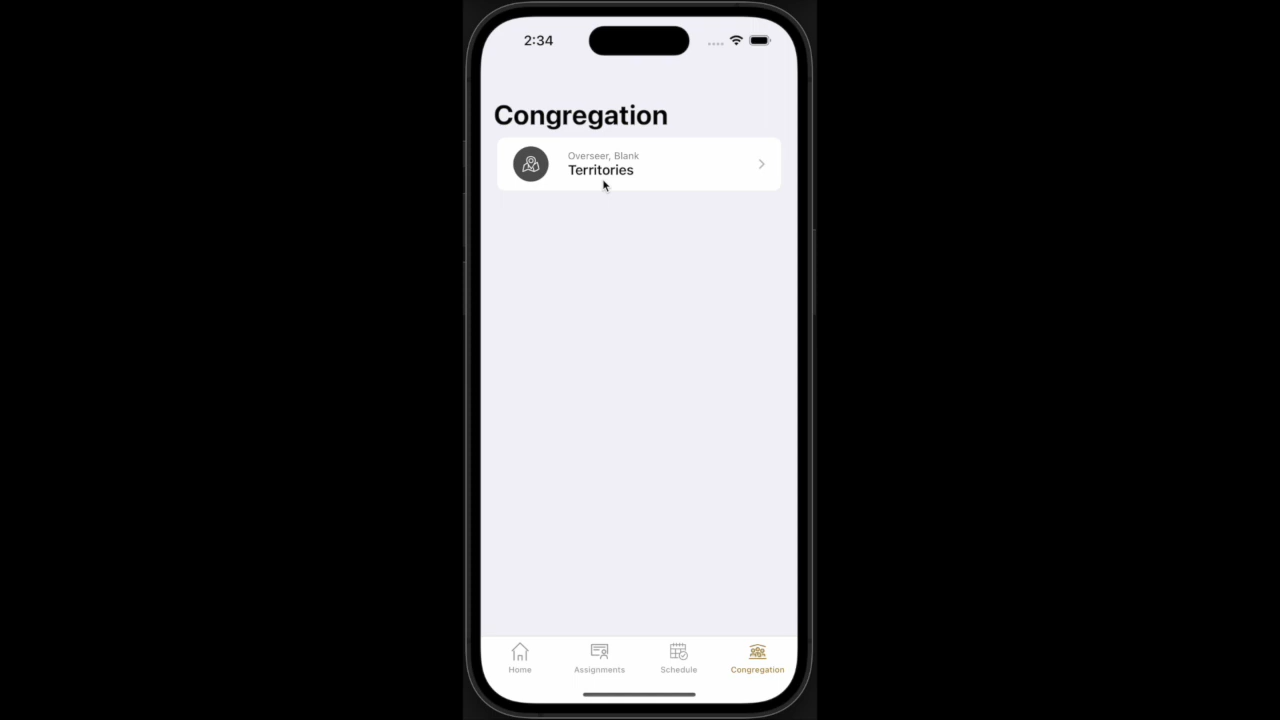 2:34
Congregation
Overseer, Blank
Territories
Home
Assignments
Schedule
Congregation